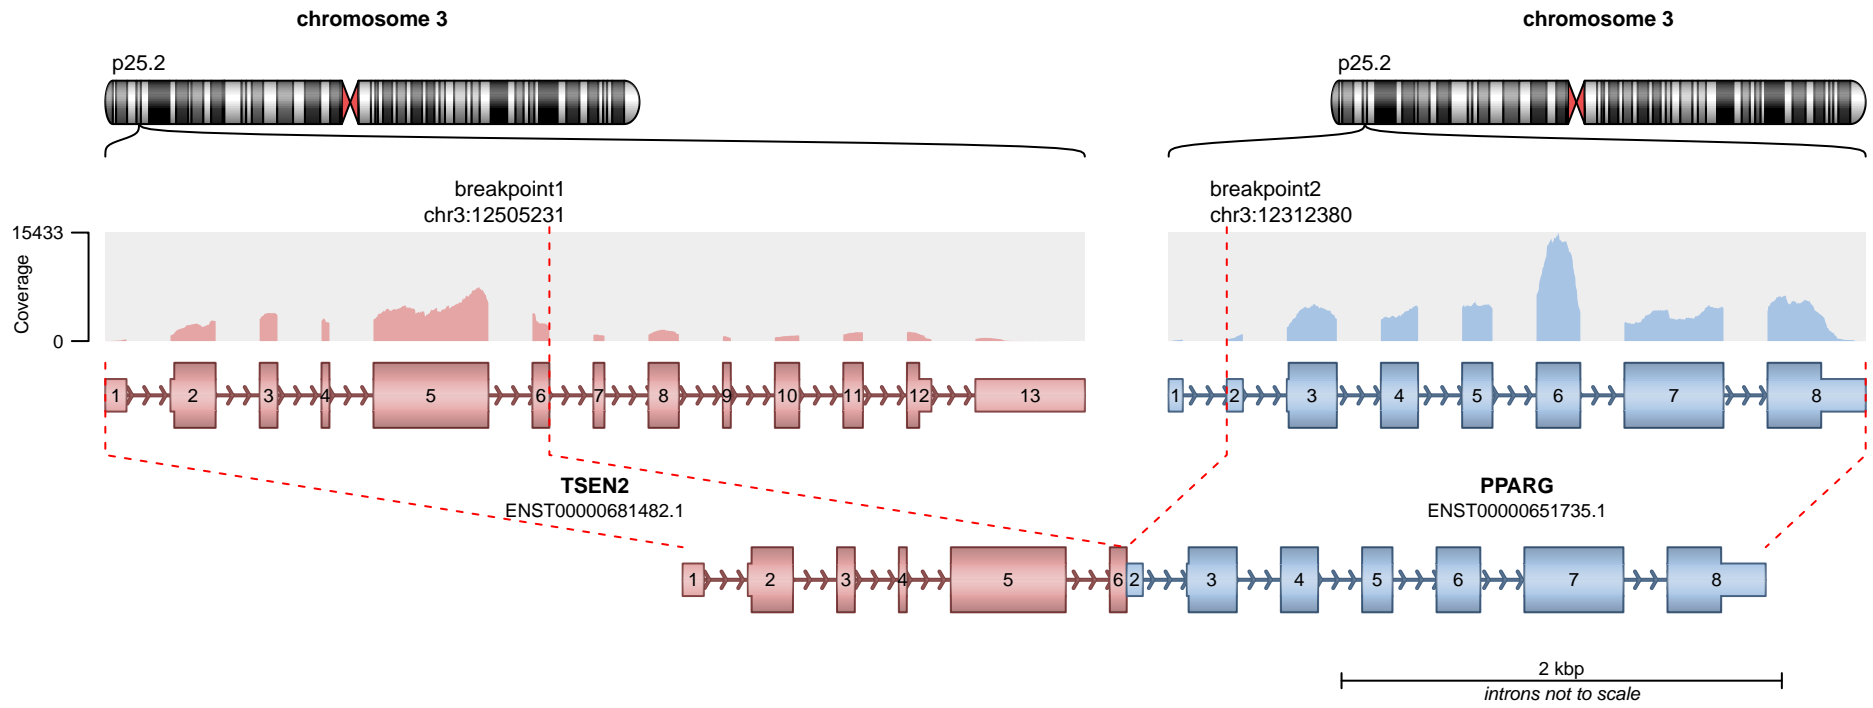 chromosome 3
chromosome 3
p25.2
p25.2
breakpoint1
chr3:12505231
breakpoint2
chr3:12312380
15433
Coverage
0
1 2 3 4 5 6 7 8 9 10 11 12 13
1 2 3 4 5 6 7 8
TSEN2
ENST00000681482.1
PPARG
ENST00000651735.1
1 2 3 4 5 6 2 3 4 5 6 7 8
2 kbp
introns not to scale